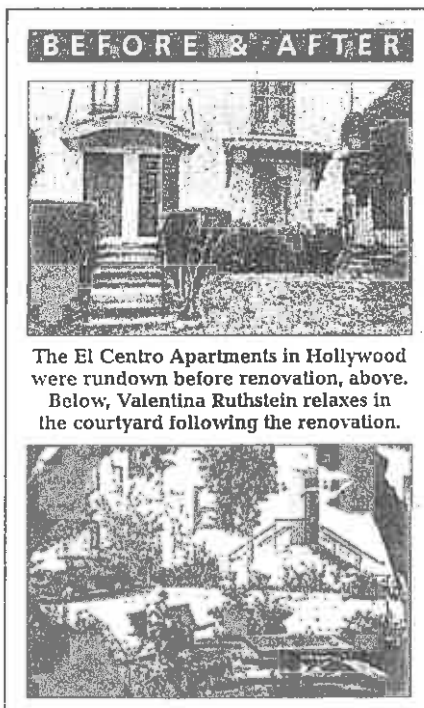 BEFORE & AFTER
The El Centro Apartments in Hollywood
were rundown before renovation, above.
Below, Valentina Ruthstein relaxes in
the courtyard following the renovation.